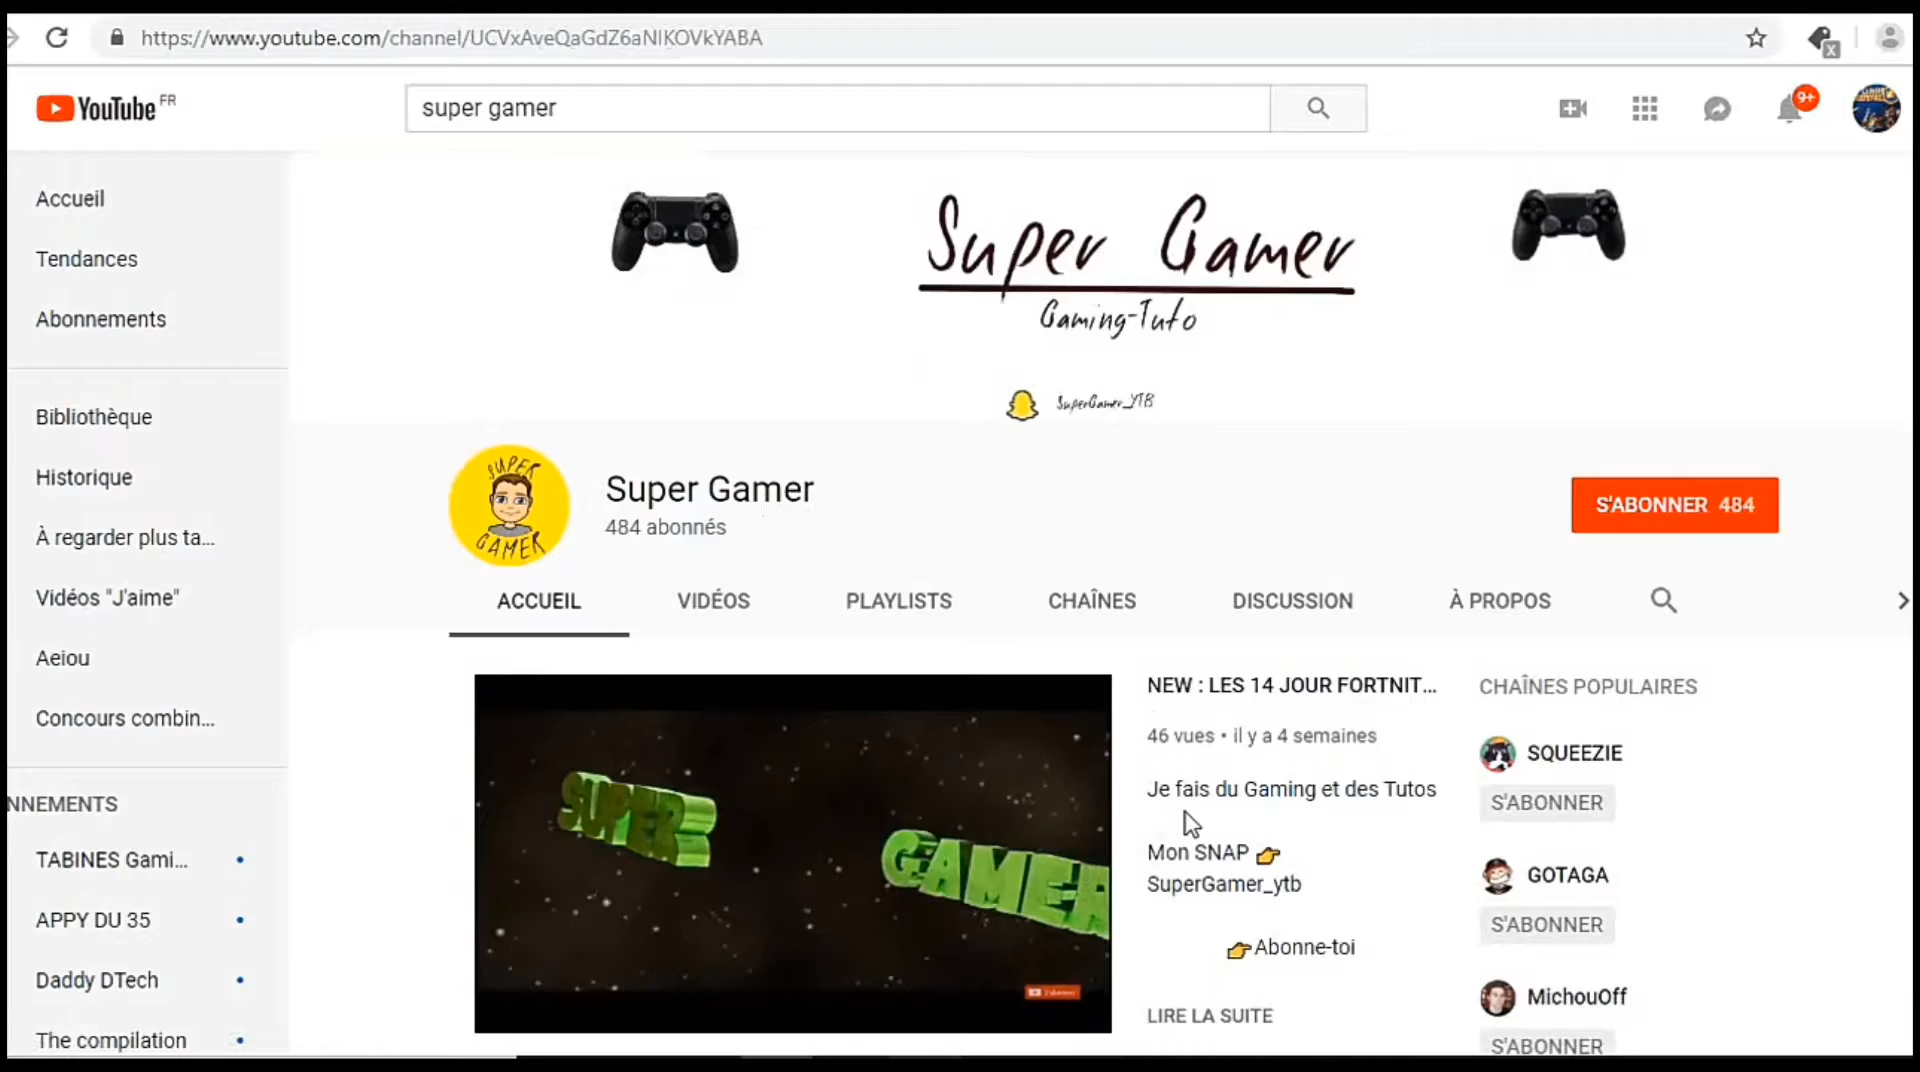 https://www.youtube.com/channel/UCVxAveQaGdZ6aNlKOVkYABA
YouTube FR
super gamer
9+
Accueil
Tendances
Abonnements
Bibliothèque
Historique
À regarder plus ta...
Vidéos "J'aime"
Aeiou
Concours combin...
NNEMENTS
TABINES Gami...
APPY DU 35
Daddy DTech
The compilation
Super Gamer
Gaming-Tuto
SuperGamer_YTB
SUPER
GAMER
Super Gamer
484 abonnés
S'ABONNER 484
ACCUEIL
VIDÉOS
PLAYLISTS
CHAÎNES
DISCUSSION
À PROPOS
SUPER
GAMER
NEW : LES 14 JOUR FORTNIT...
46 vues • il y a 4 semaines
Je fais du Gaming et des Tutos
Mon SNAP 👉
SuperGamer_ytb
👉Abonne-toi
LIRE LA SUITE
CHAÎNES POPULAIRES
SQUEEZIE
S'ABONNER
GOTAGA
S'ABONNER
MichouOff
S'ABONNER